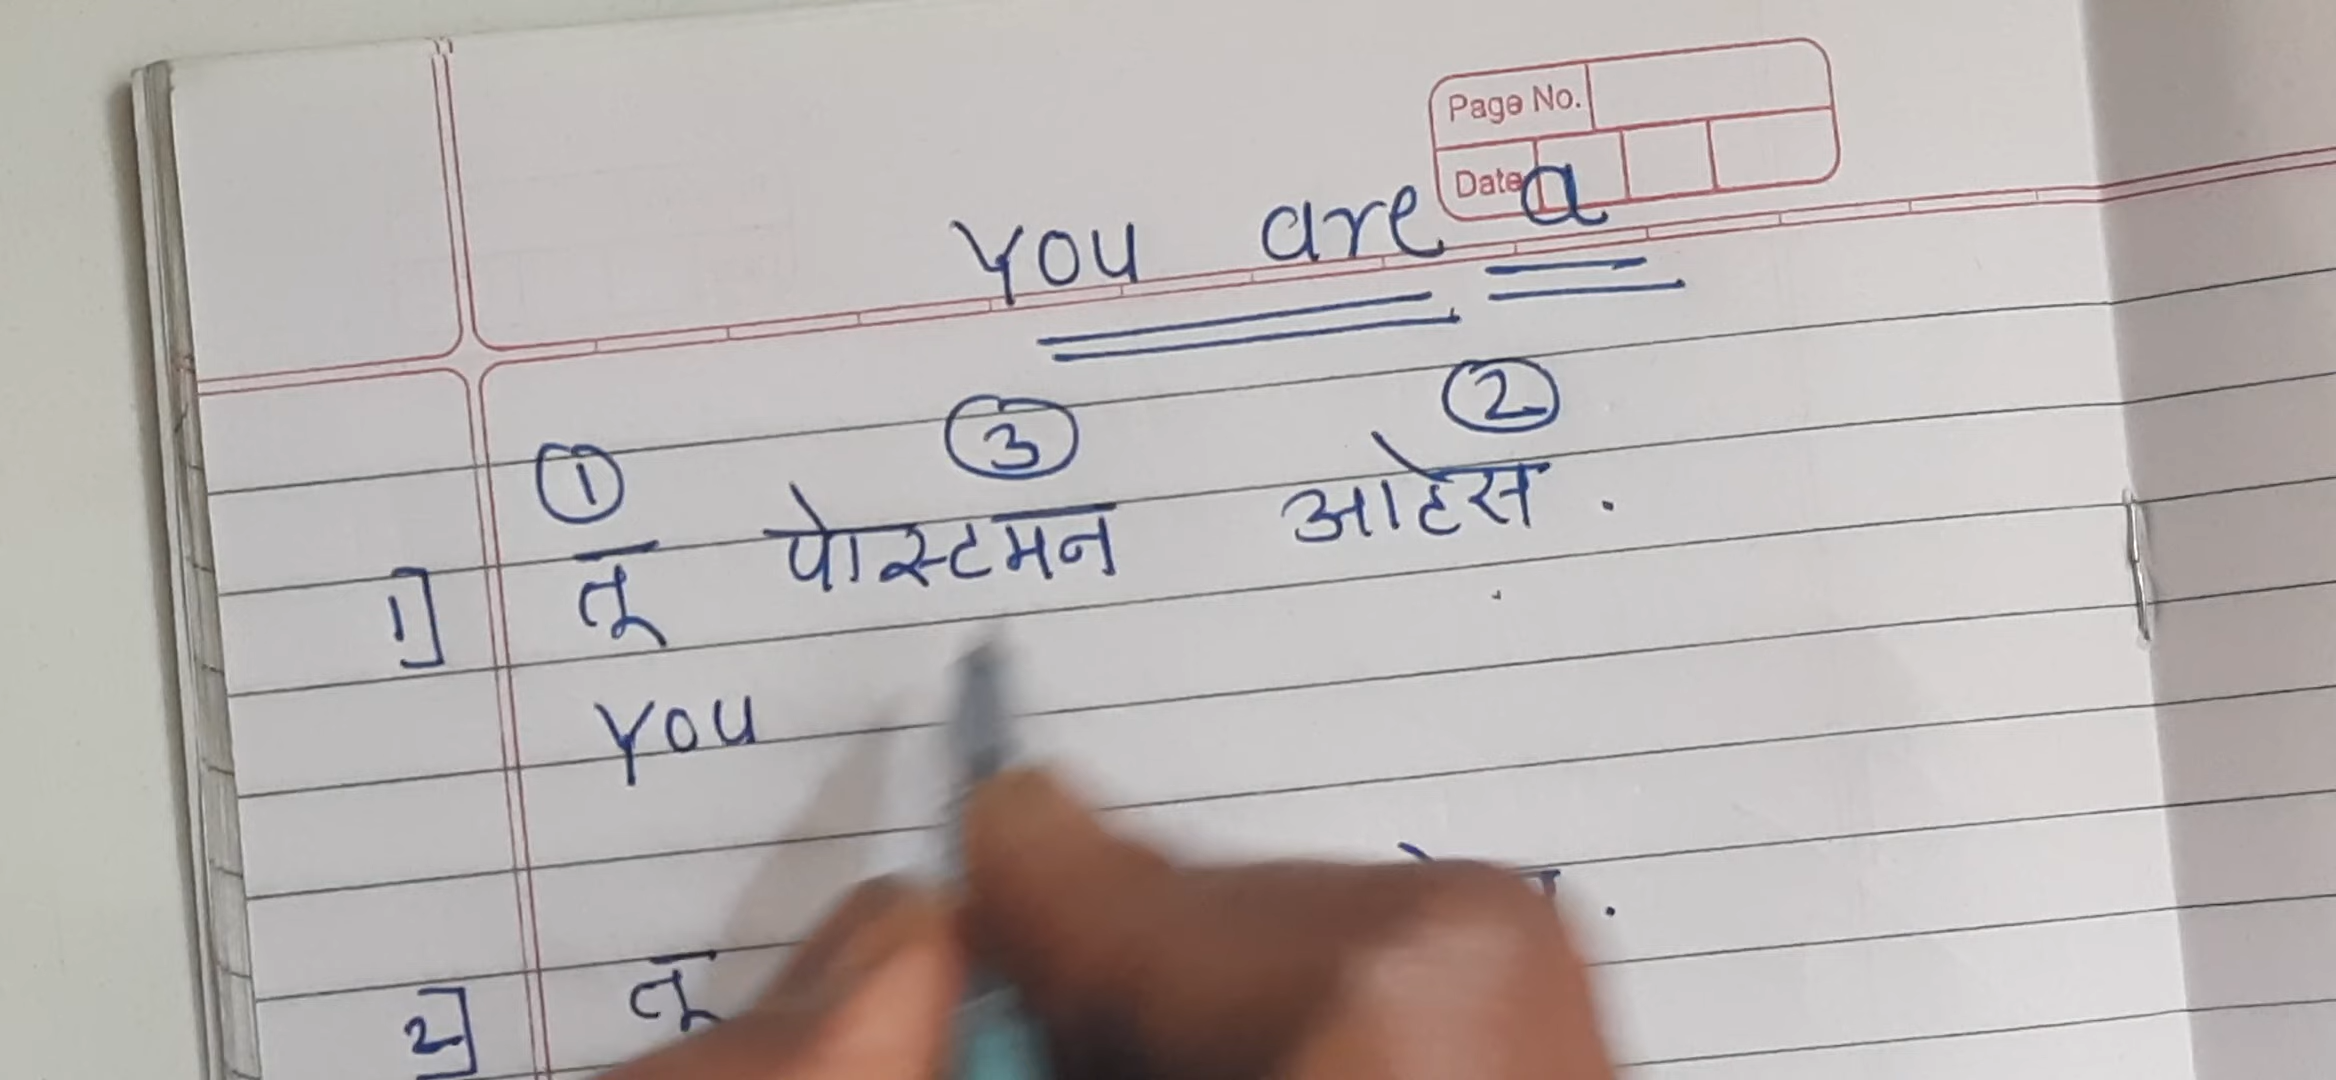 Page No.
Date
You are a
1 3 2
1] तू पोस्टमन आहेस .
You
2] तू .